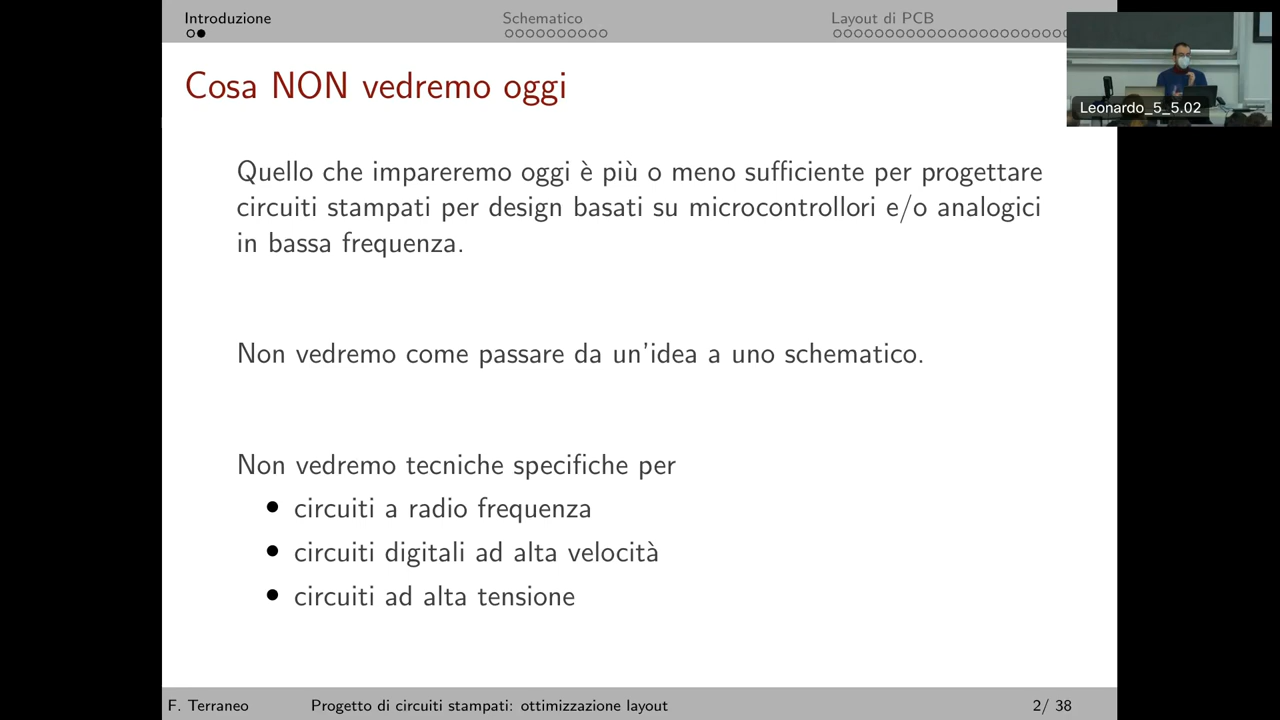 Introduzione
Schematico
Layout di PCB
Leonardo_5_5.02
Cosa NON vedremo oggi
Quello che impareremo oggi è più o meno sufficiente per progettare
circuiti stampati per design basati su microcontrollori e/o analogici
in bassa frequenza.
Non vedremo come passare da un'idea a uno schematico.
Non vedremo tecniche specifiche per
• circuiti a radio frequenza
• circuiti digitali ad alta velocità
• circuiti ad alta tensione
F. Terraneo
Progetto di circuiti stampati: ottimizzazione layout
2/ 38